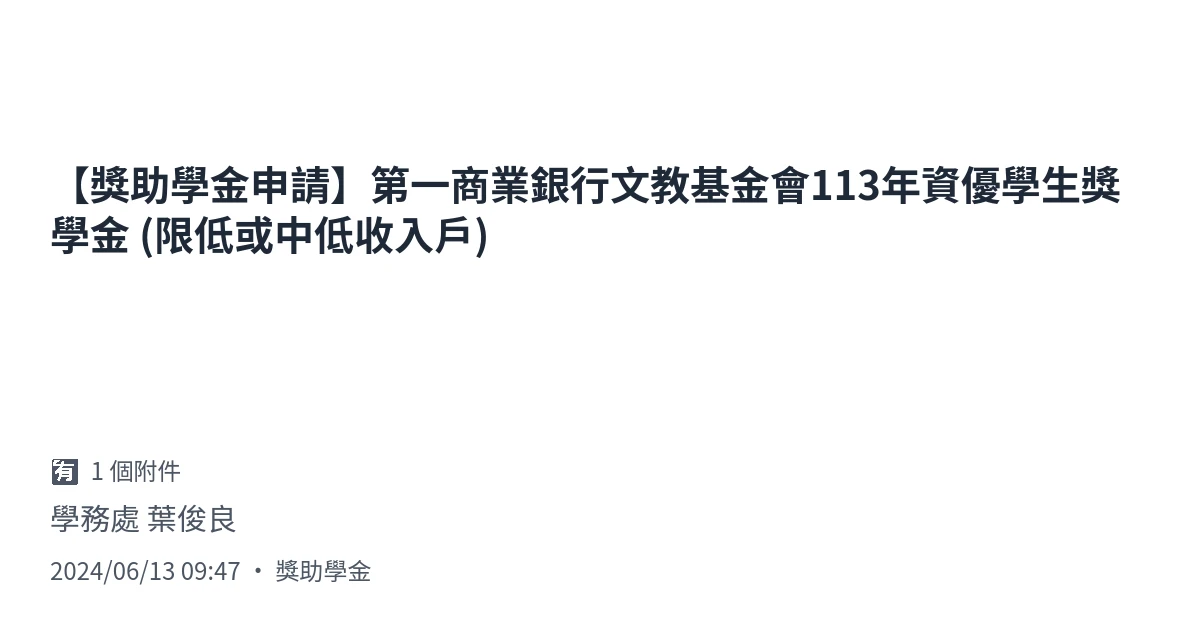 【獎助學金申請】第一商業銀行文教基金會113年資優學生獎
學金 (限低或中低收入戶)
🈶 1 個附件
學務處 葉俊良
2024/06/13 09:47 ・ 獎助學金